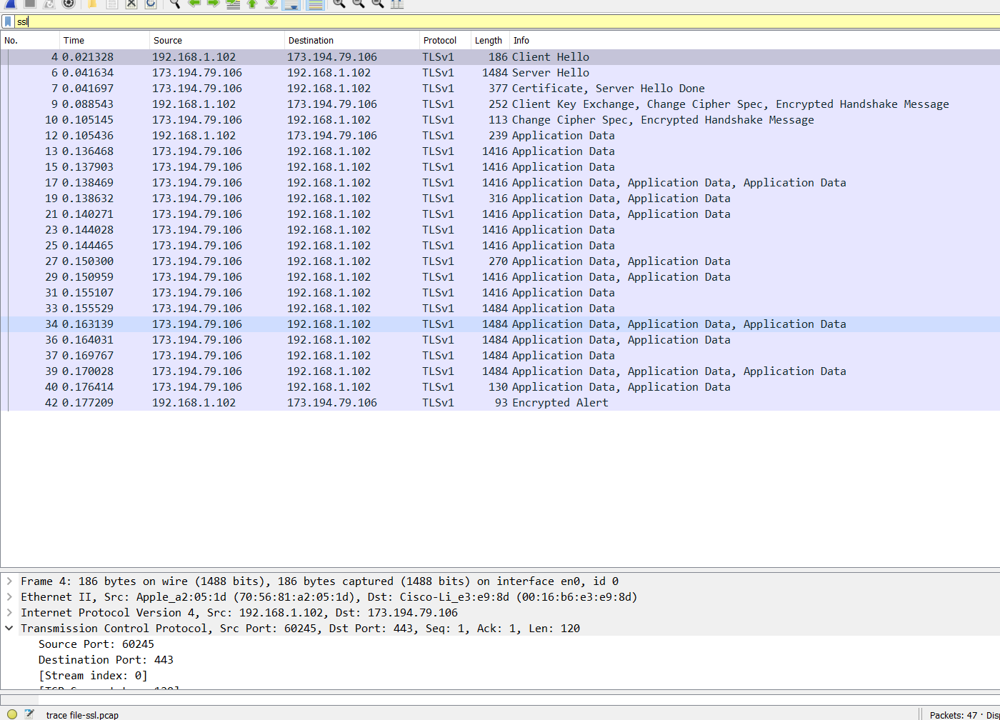 ssl
No. Time Source Destination Protocol Length Info
4 0.021328 192.168.1.102 173.194.79.106 TLSv1 186 Client Hello
6 0.041634 173.194.79.106 192.168.1.102 TLSv1 1484 Server Hello
7 0.041697 173.194.79.106 192.168.1.102 TLSv1 377 Certificate, Server Hello Done
9 0.088543 192.168.1.102 173.194.79.106 TLSv1 252 Client Key Exchange, Change Cipher Spec, Encrypted Handshake Message
10 0.105145 173.194.79.106 192.168.1.102 TLSv1 113 Change Cipher Spec, Encrypted Handshake Message
12 0.105436 192.168.1.102 173.194.79.106 TLSv1 239 Application Data
13 0.136468 173.194.79.106 192.168.1.102 TLSv1 1416 Application Data
15 0.137903 173.194.79.106 192.168.1.102 TLSv1 1416 Application Data
17 0.138469 173.194.79.106 192.168.1.102 TLSv1 1416 Application Data, Application Data, Application Data
19 0.138632 173.194.79.106 192.168.1.102 TLSv1 316 Application Data, Application Data
21 0.140271 173.194.79.106 192.168.1.102 TLSv1 1416 Application Data, Application Data
23 0.144028 173.194.79.106 192.168.1.102 TLSv1 1416 Application Data
25 0.144465 173.194.79.106 192.168.1.102 TLSv1 1416 Application Data
27 0.150300 173.194.79.106 192.168.1.102 TLSv1 270 Application Data, Application Data
29 0.150959 173.194.79.106 192.168.1.102 TLSv1 1416 Application Data, Application Data
31 0.155107 173.194.79.106 192.168.1.102 TLSv1 1416 Application Data
33 0.155529 173.194.79.106 192.168.1.102 TLSv1 1484 Application Data
34 0.163139 173.194.79.106 192.168.1.102 TLSv1 1484 Application Data, Application Data, Application Data
36 0.164031 173.194.79.106 192.168.1.102 TLSv1 1484 Application Data, Application Data
37 0.169767 173.194.79.106 192.168.1.102 TLSv1 1484 Application Data
39 0.170028 173.194.79.106 192.168.1.102 TLSv1 1484 Application Data, Application Data, Application Data
40 0.176414 173.194.79.106 192.168.1.102 TLSv1 130 Application Data, Application Data
42 0.177209 192.168.1.102 173.194.79.106 TLSv1 93 Encrypted Alert
Frame 4: 186 bytes on wire (1488 bits), 186 bytes captured (1488 bits) on interface en0, id 0
Ethernet II, Src: Apple_a2:05:1d (70:56:81:a2:05:1d), Dst: Cisco-Li_e3:e9:8d (00:16:b6:e3:e9:8d)
Internet Protocol Version 4, Src: 192.168.1.102, Dst: 173.194.79.106
Transmission Control Protocol, Src Port: 60245, Dst Port: 443, Seq: 1, Ack: 1, Len: 120
Source Port: 60245
Destination Port: 443
[Stream index: 0]
trace file-ssl.pcap Packets: 47 ·